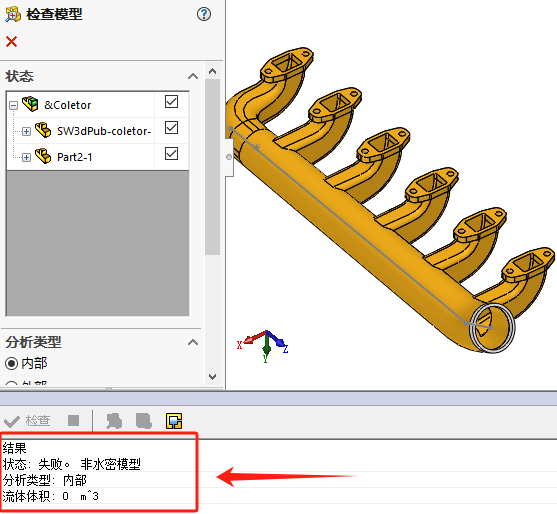 检查模型
状态
&Coletor
SW3dPub-coletor-
Part2-1
分析类型
内部
外部
检查
结果
状态: 失败。 非水密模型
分析类型: 内部
流体体积: 0 m^3
X
Y
Z